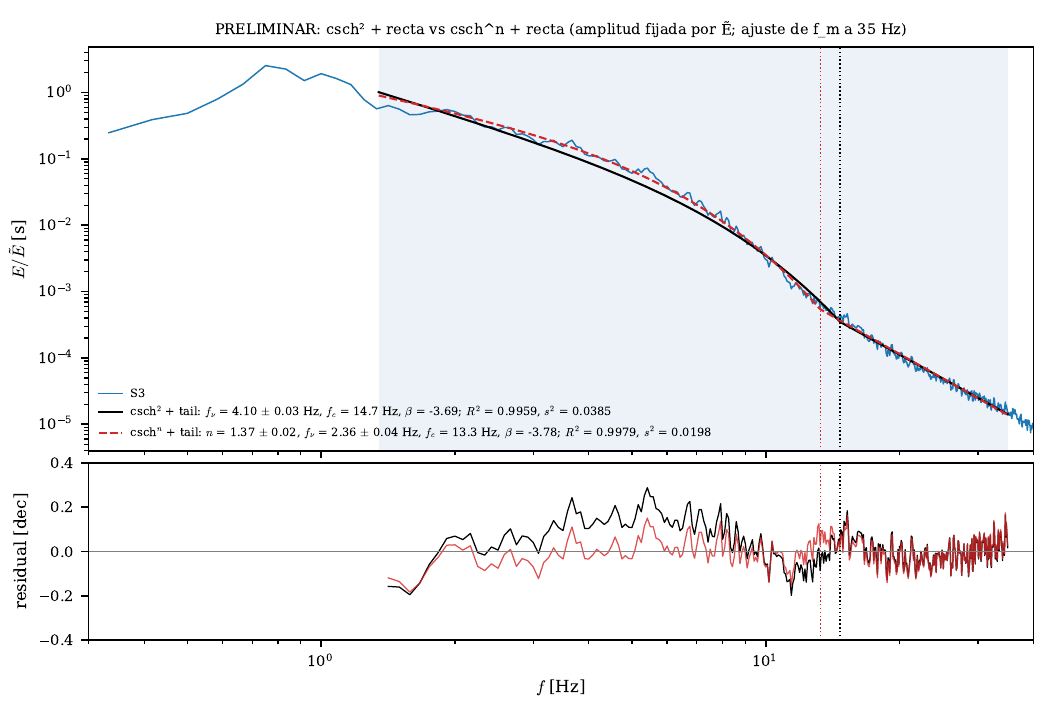 PRELIMINAR: csch² + recta vs csch^n + recta (amplitud fijada por Ẽ; ajuste de f_m a 35 Hz)
E/Ẽ [s]
10⁰
10⁻¹
10⁻²
10⁻³
10⁻⁴
10⁻⁵
S3
csch² + tail: fᵥ = 4.10 ± 0.03 Hz, f꜀ = 14.7 Hz, β = -3.69; R² = 0.9959, s² = 0.0385
cschⁿ + tail: n = 1.37 ± 0.02, fᵥ = 2.36 ± 0.04 Hz, f꜀ = 13.3 Hz, β = -3.78; R² = 0.9979, s² = 0.0198
residual [dec]
0.4
0.2
0.0
−0.2
−0.4
10⁰
10¹
f [Hz]